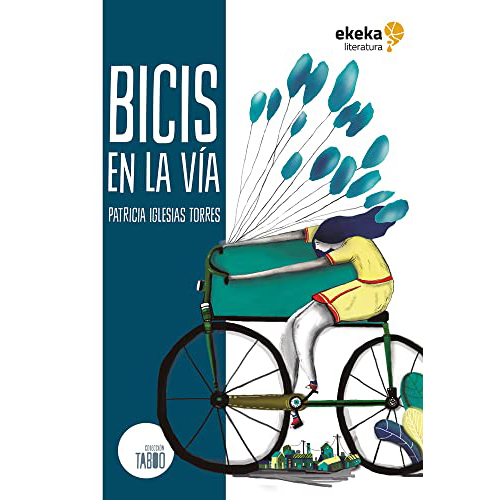 ekeka
literatura
BICIS
EN LA VÍA
PATRICIA IGLESIAS TORRES
COLECCIÓN
TABOO